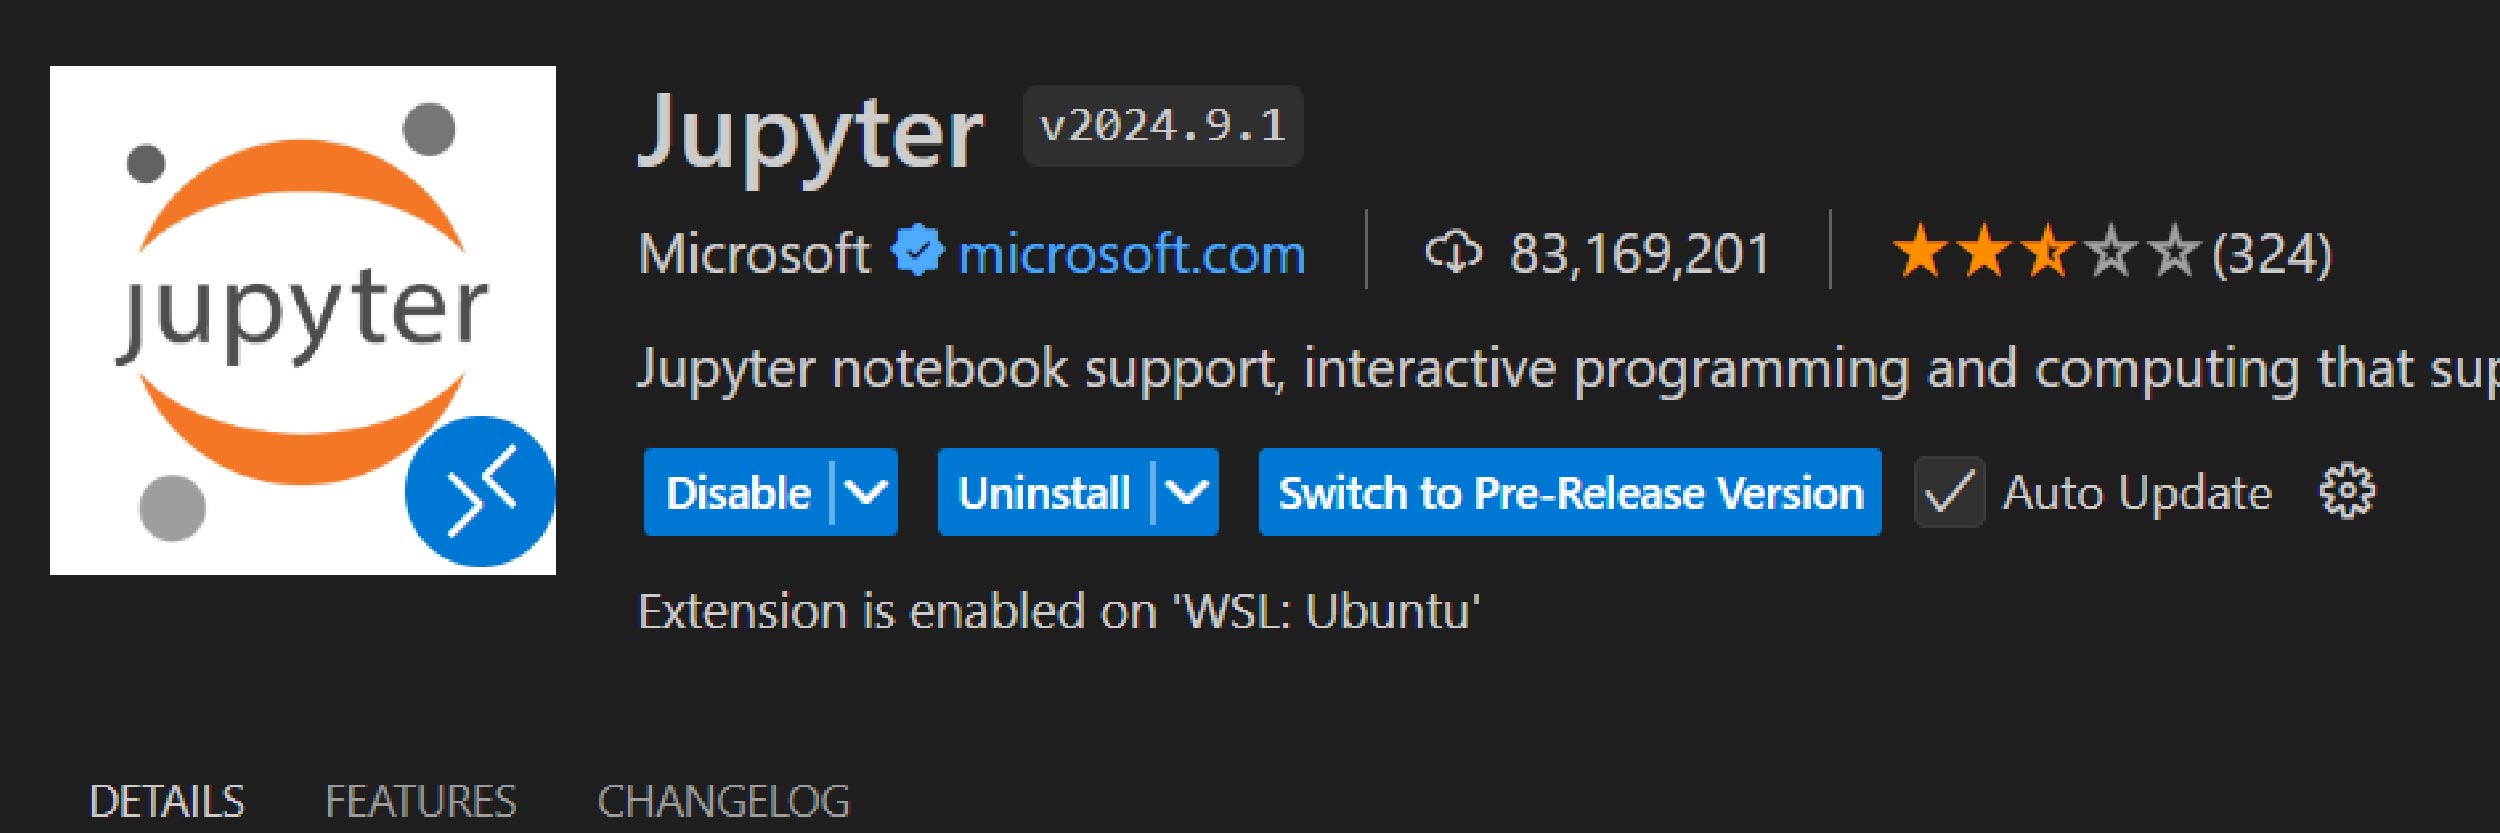 jupyter
Jupyter v2024.9.1
Microsoft microsoft.com 83,169,201 (324)
Jupyter notebook support, interactive programming and computing that sup
Disable Uninstall Switch to Pre-Release Version Auto Update
Extension is enabled on 'WSL: Ubuntu'
DETAILS FEATURES CHANGELOG